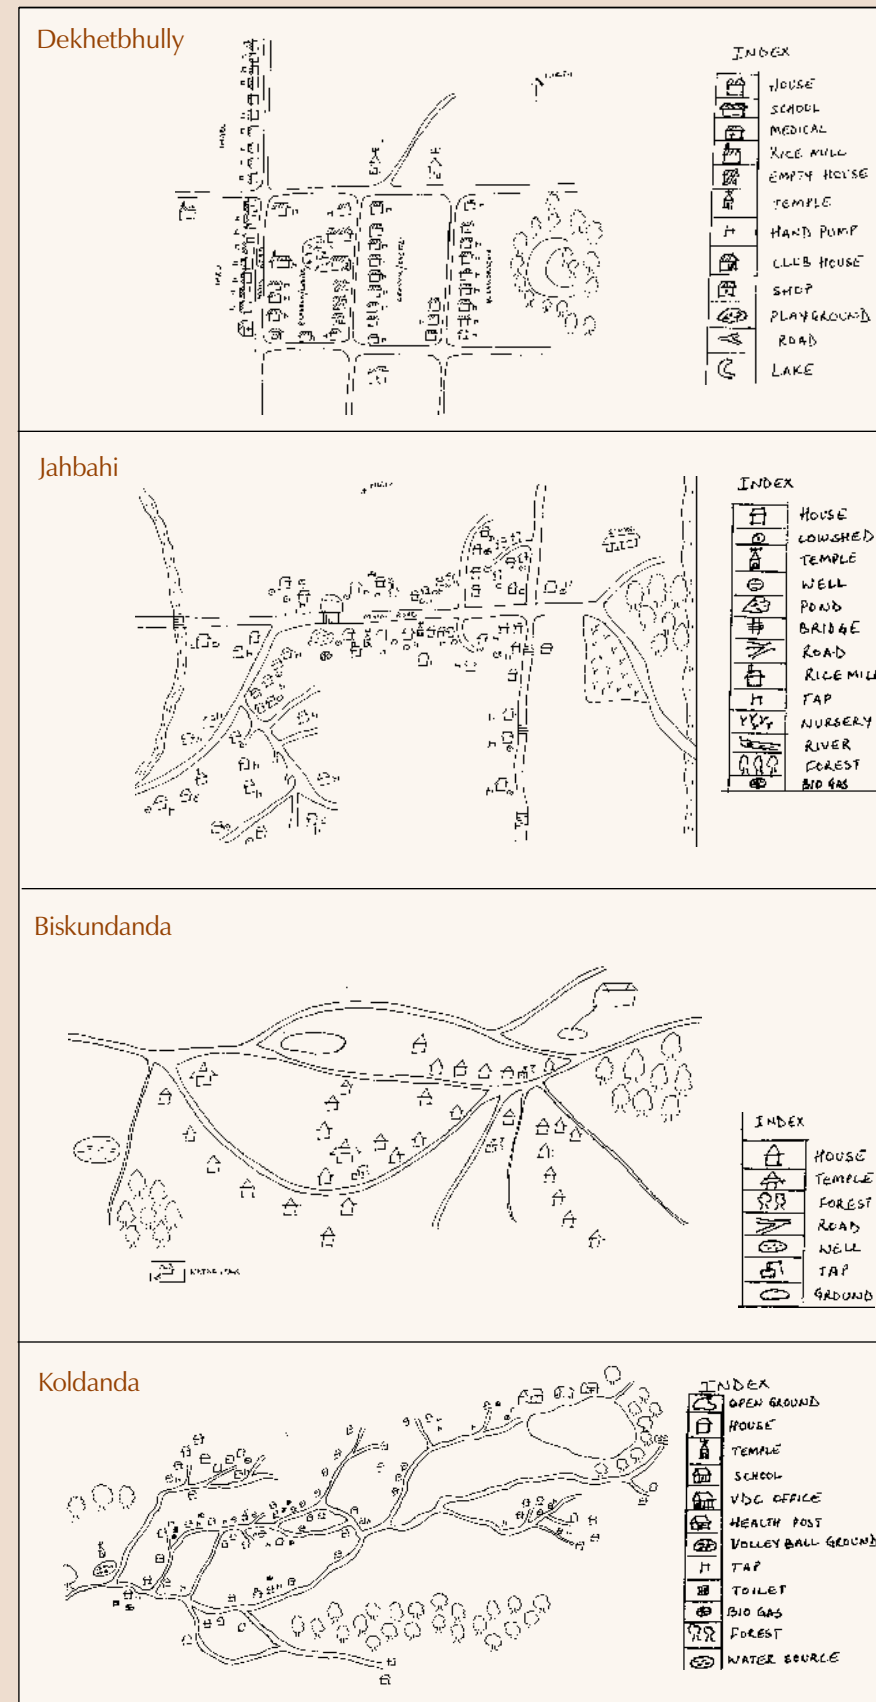 Dekhetbhully
INDEX
HOUSE
SCHOOL
MEDICAL
RICE MILL
EMPTY HOUSE
TEMPLE
HAND PUMP
CLUB HOUSE
SHOP
PLAYGROUND
ROAD
LAKE
Jahbahi
INDEX
HOUSE
COWSHED
TEMPLE
WELL
POND
BRIDGE
ROAD
RICE MILL
TAP
NURSERY
RIVER
FOREST
BIO GAS
Biskundanda
INDEX
HOUSE
TEMPLE
FOREST
ROAD
WELL
TAP
GROUND
Koldanda
INDEX
OPEN GROUND
HOUSE
TEMPLE
SCHOOL
VDC OFFICE
HEALTH POST
VOLLEY BALL GROUND
TAP
TOILET
BIO GAS
FOREST
WATER SOURCE